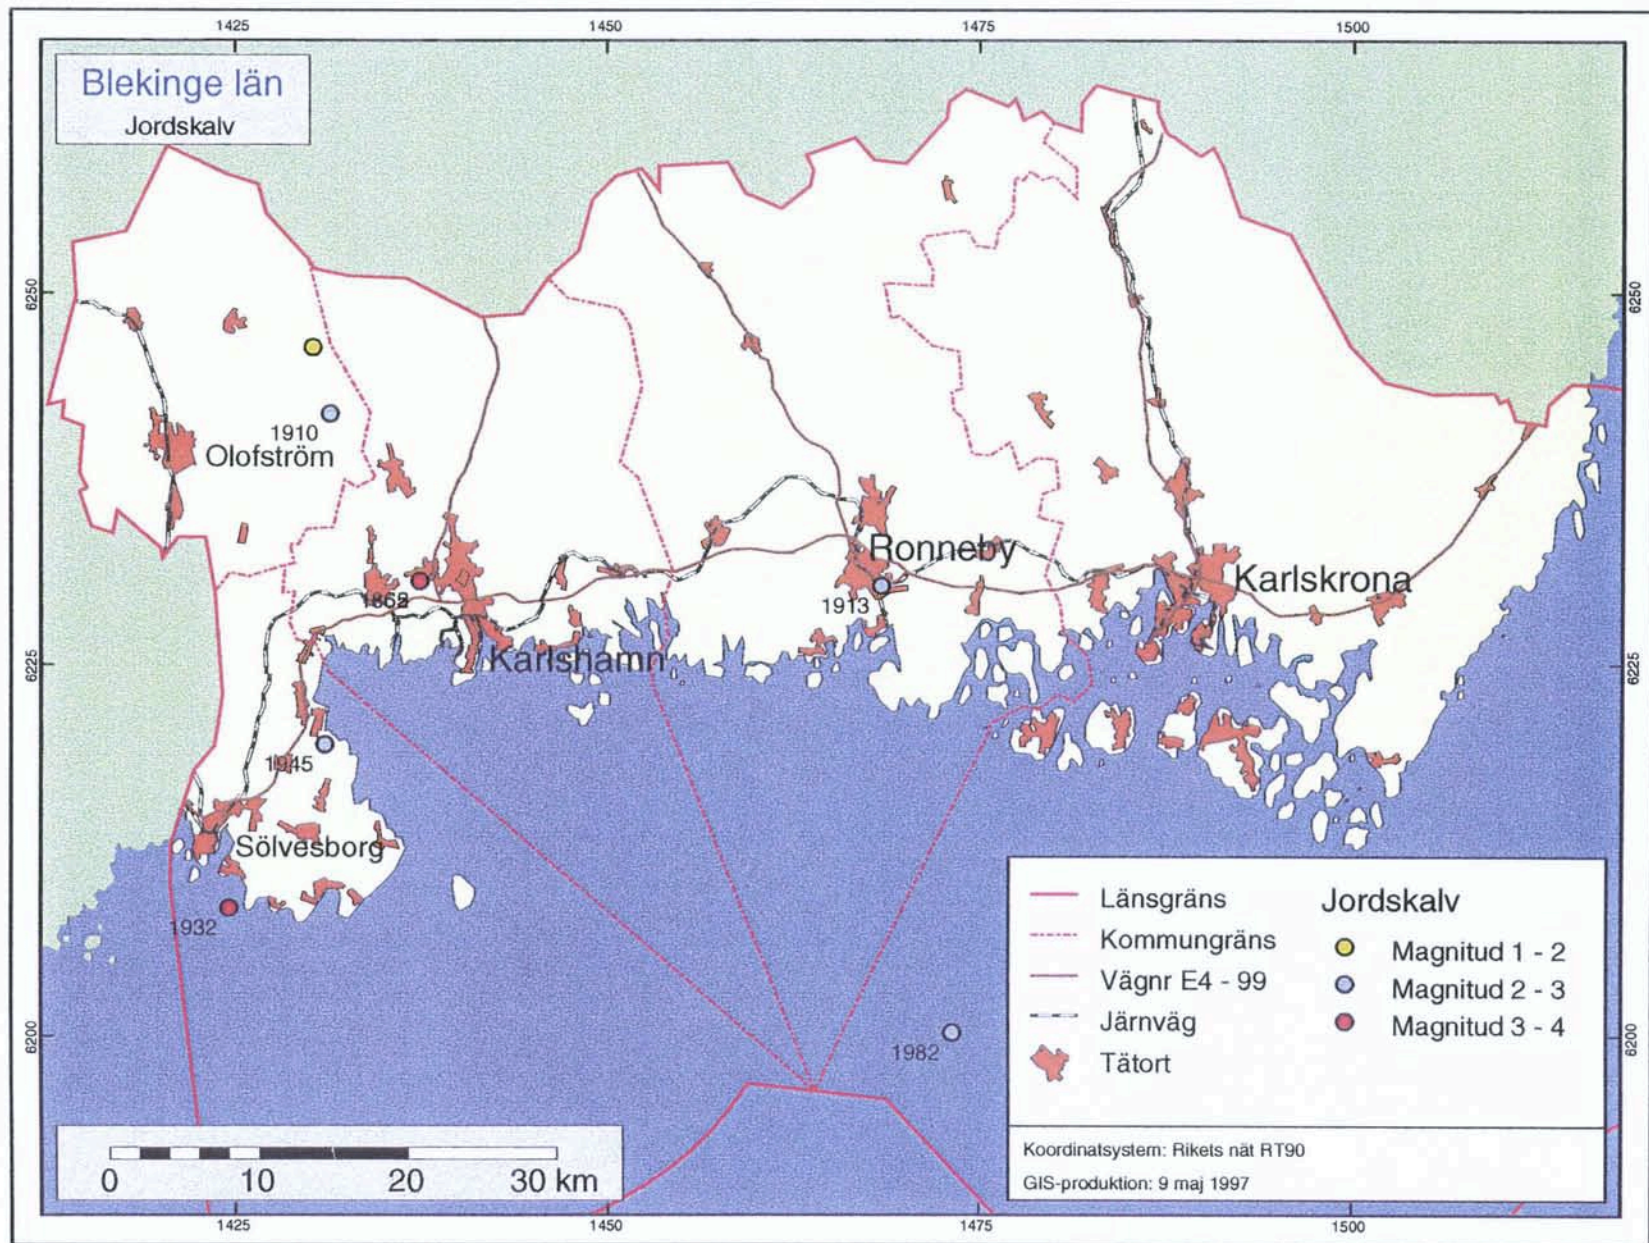 1425 1450 1475 1500
Blekinge län
Jordskalv
6250 6250
1910
Olofström
Ronneby
Karlskrona
1913
Karlshamn
6225 6225
1945
Sölvesborg
1932
Länsgräns
Kommungräns
Vägnr E4 - 99
Järnväg
Tätort
Jordskalv
Magnitud 1 - 2
Magnitud 2 - 3
Magnitud 3 - 4
6200 6200
1982
Koordinatsystem: Rikets nät RT90
GIS-produktion: 9 maj 1997
0 10 20 30 km
1425 1450 1475 1500